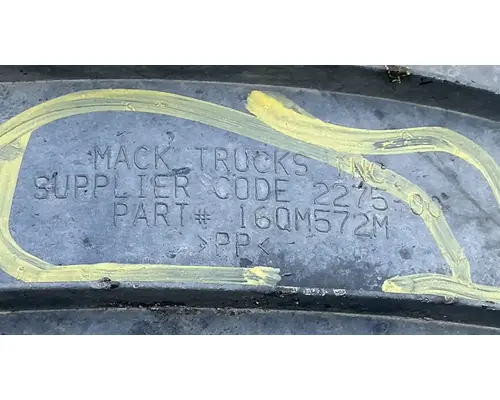 MACK TRUCKS INC.
SUPPLIER CODE 2275-00
PART# 16QM572M
>PP<